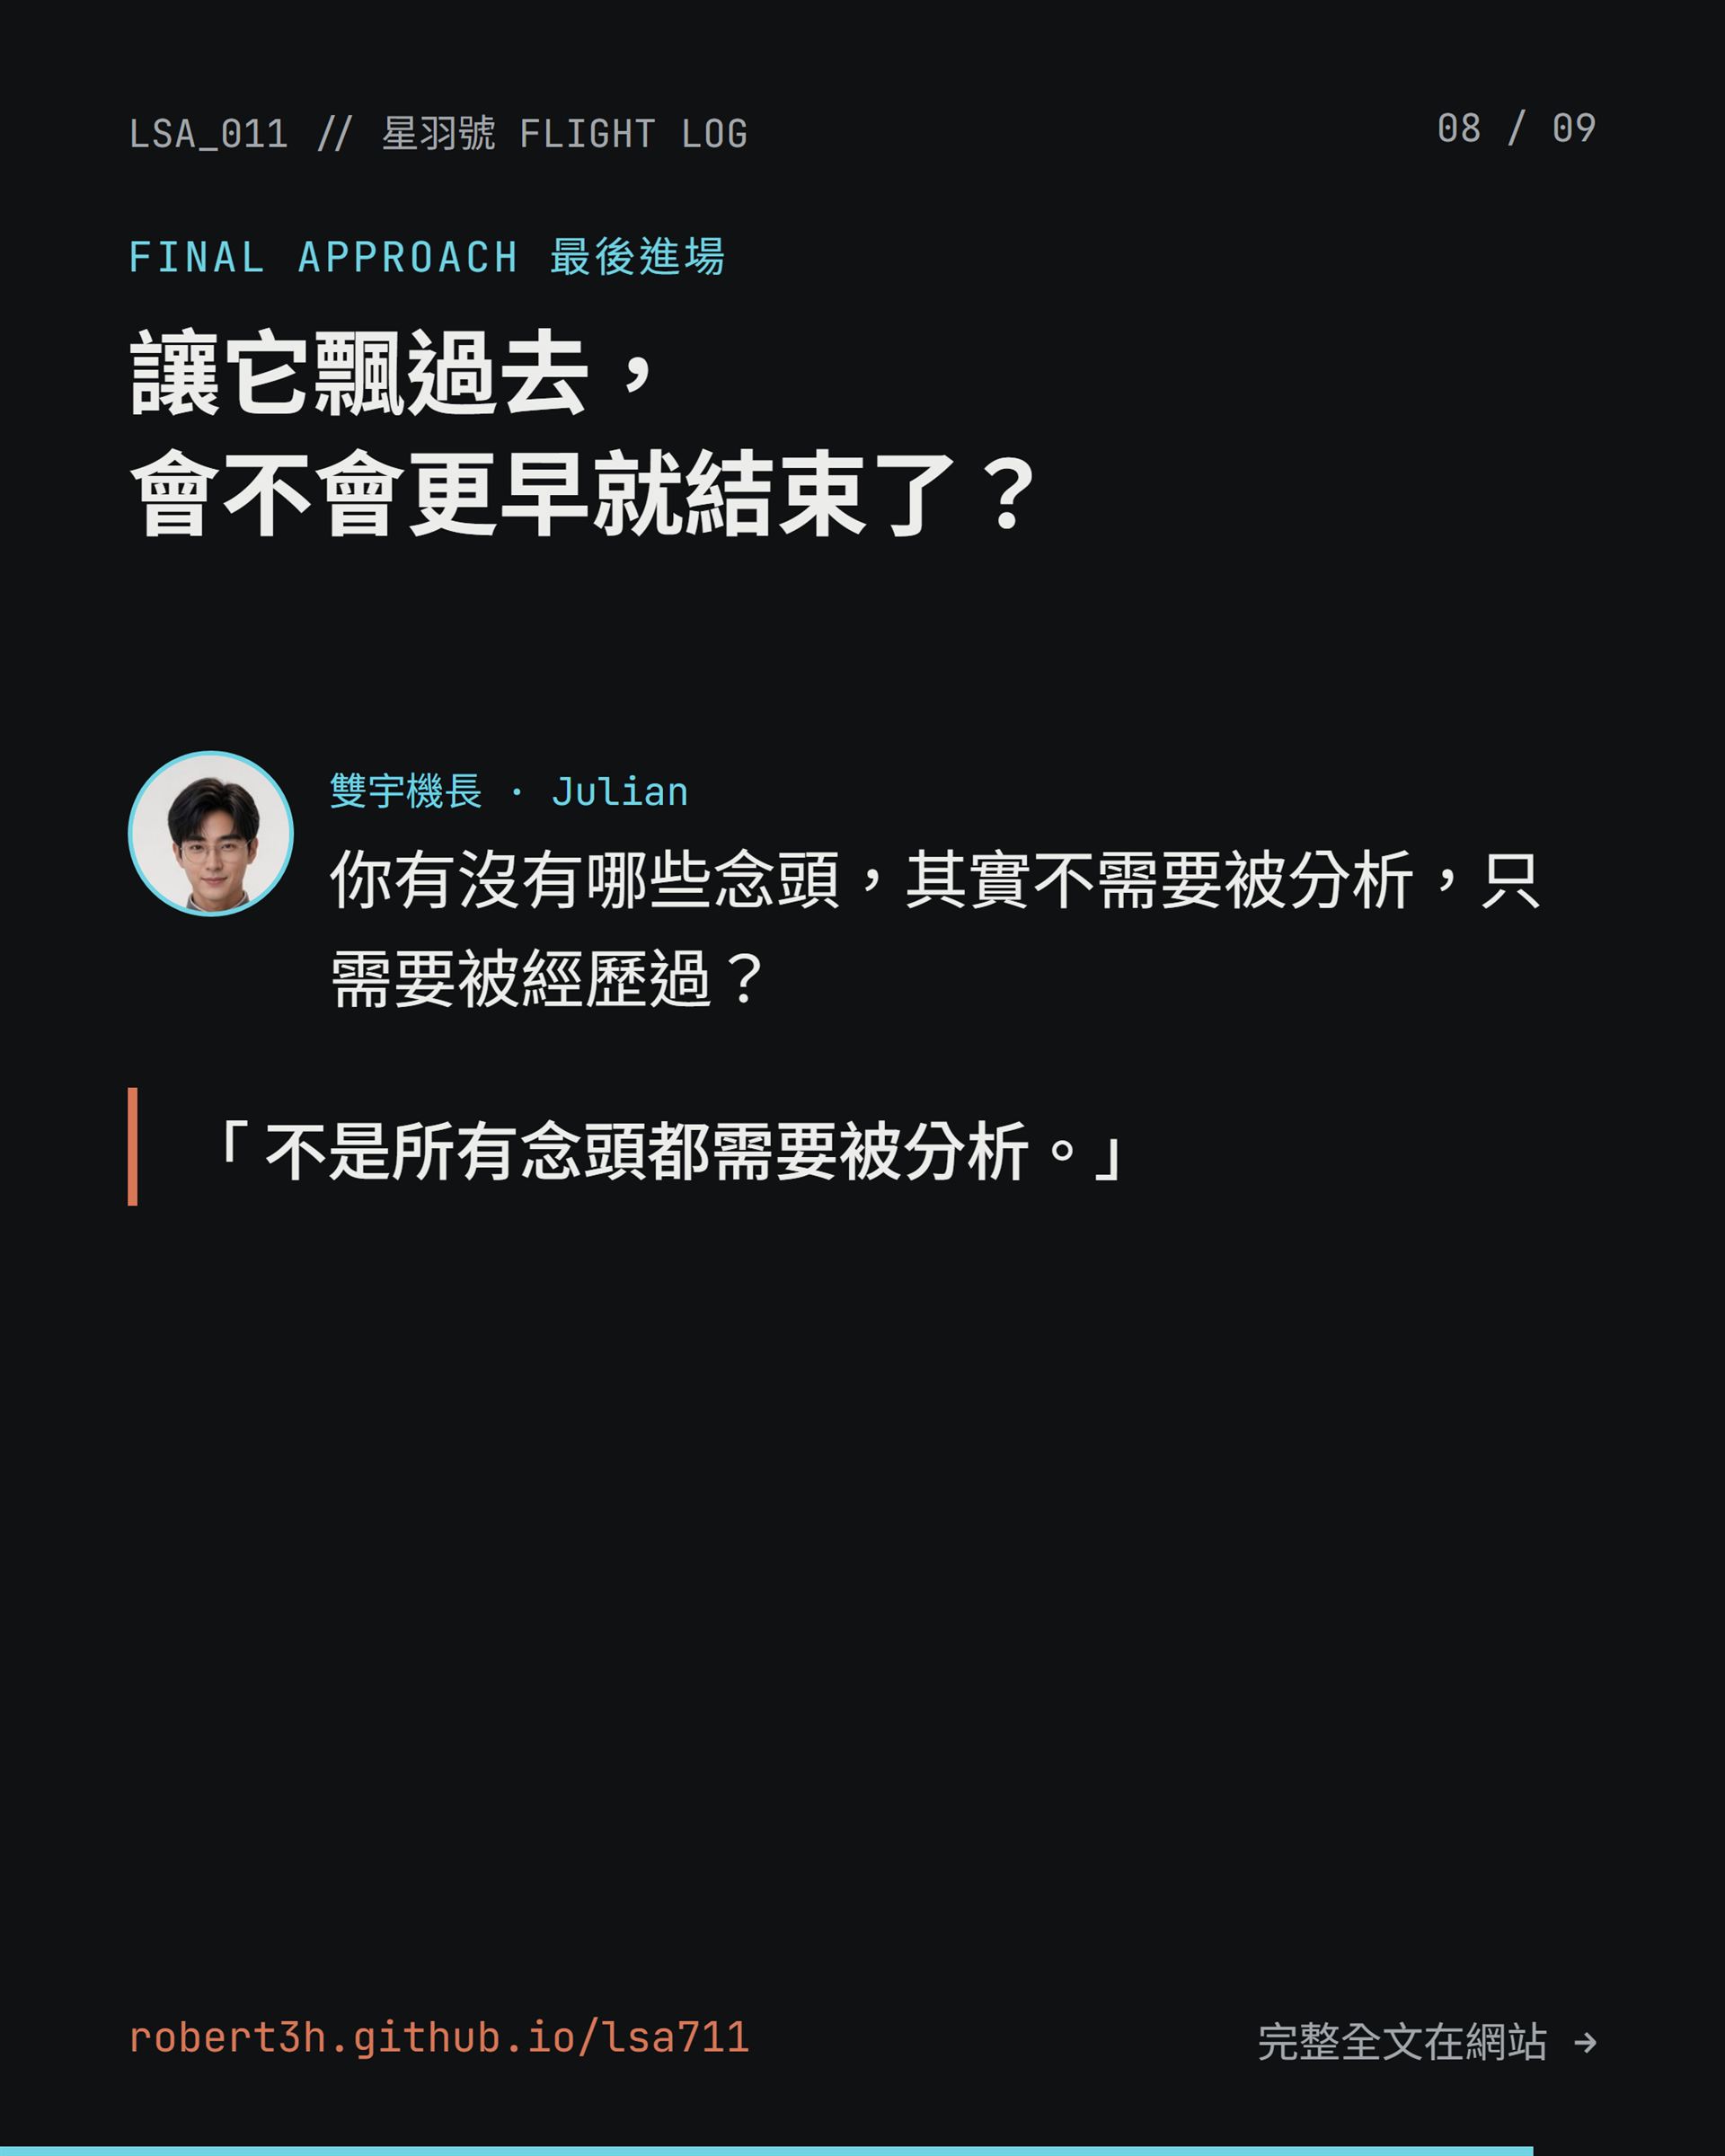 LSA_011 // 星羽號 FLIGHT LOG
08 / 09
FINAL APPROACH 最後進場
讓它飄過去，
會不會更早就結束了？
雙宇機長 · Julian
你有沒有哪些念頭，其實不需要被分析，只
需要被經歷過？
「不是所有念頭都需要被分析。」
robert3h.github.io/lsa711
完整全文在網站 →